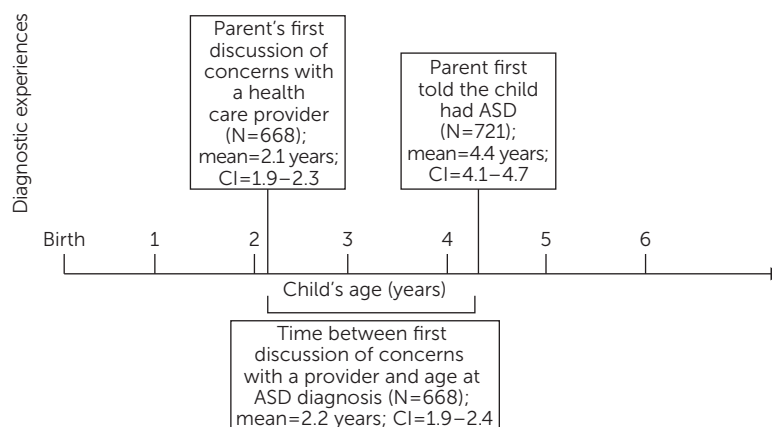 Diagnostic experiences
Parent's first
discussion of
concerns with
a health
care provider
(N=668);
mean=2.1 years;
CI=1.9–2.3
Parent first
told the child
had ASD
(N=721);
mean=4.4 years;
CI=4.1–4.7
Birth 1 2 3 4 5 6
Child's age (years)
Time between first
discussion of concerns
with a provider and age at
ASD diagnosis (N=668);
mean=2.2 years; CI=1.9–2.4